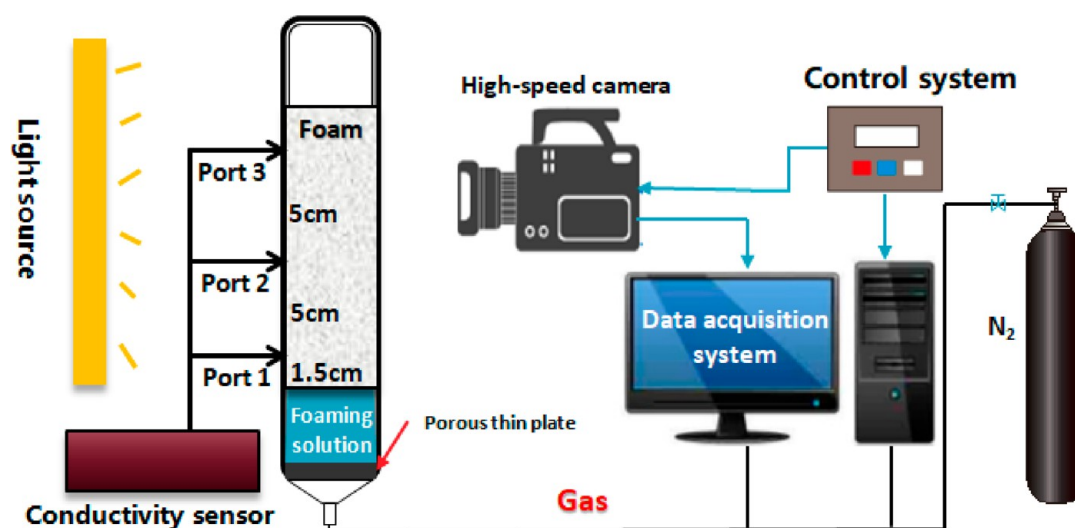 Light source
Foam
Port 3
5cm
Port 2
5cm
Port 1
1.5cm
Foaming
solution
Porous thin plate
Conductivity sensor
High-speed camera
Control system
Data acquisition
system
N2
Gas